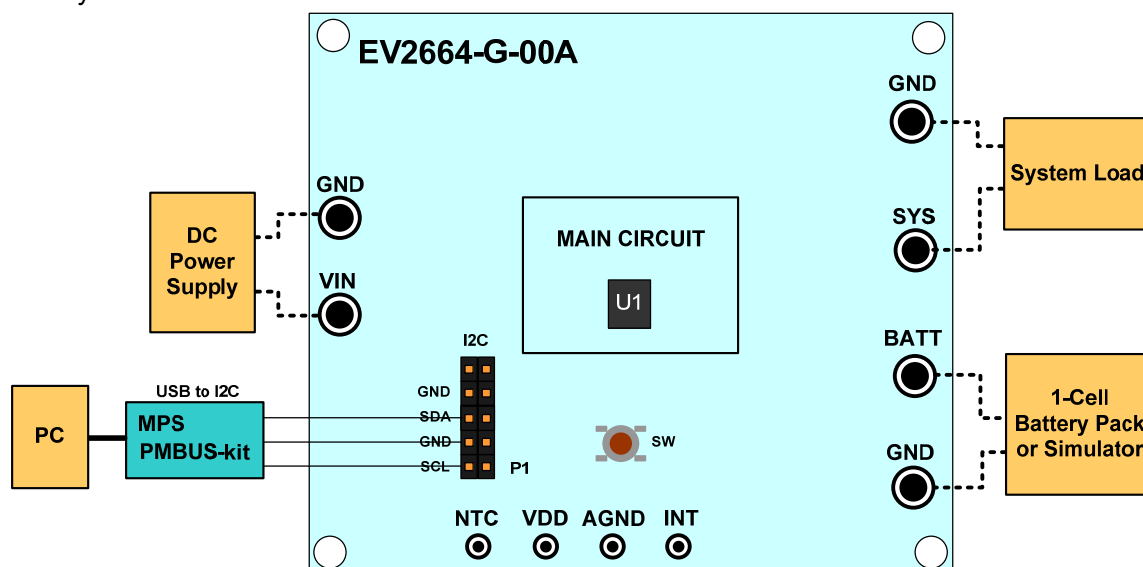 EV2664-G-00A
GND
System Load
SYS
GND
DC
Power
Supply
VIN
MAIN CIRCUIT
U1
I2C
BATT
1-Cell
Battery Pack
or Simulator
GND
USB to I2C
PC
MPS
PMBUS-kit
GND
SDA
GND
SCL
P1
SW
NTC
VDD
AGND
INT